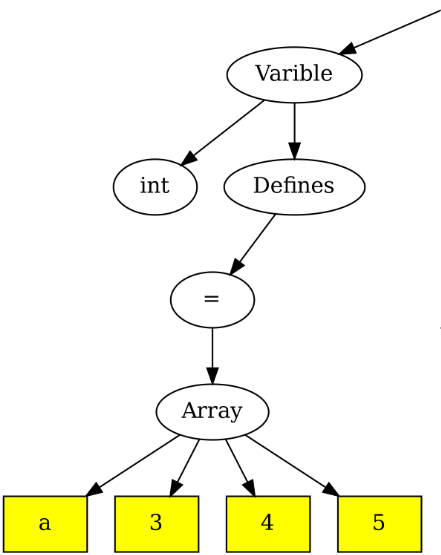 Varible
int
Defines
=
Array
a
3
4
5